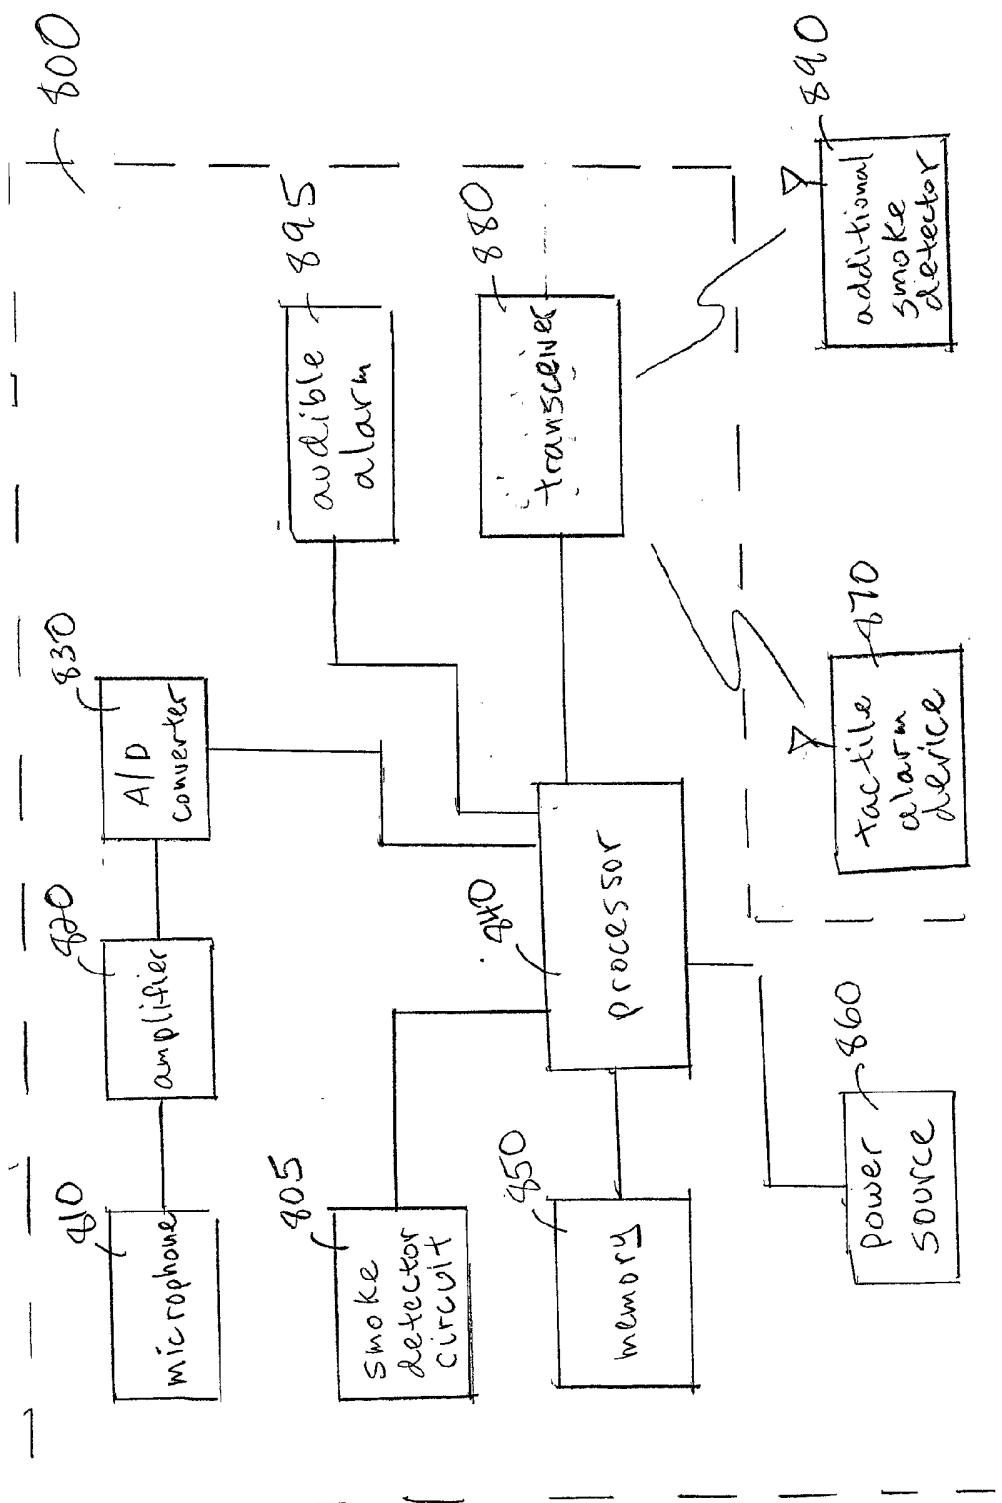 800
810
microphone
820
amplifier
830
A/D
converter
805
smoke
detector
circuit
895
audible
alarm
850
memory
840
processor
880
transceiver
860
power
source
870
tactile
alarm
device
890
additional
smoke
detector